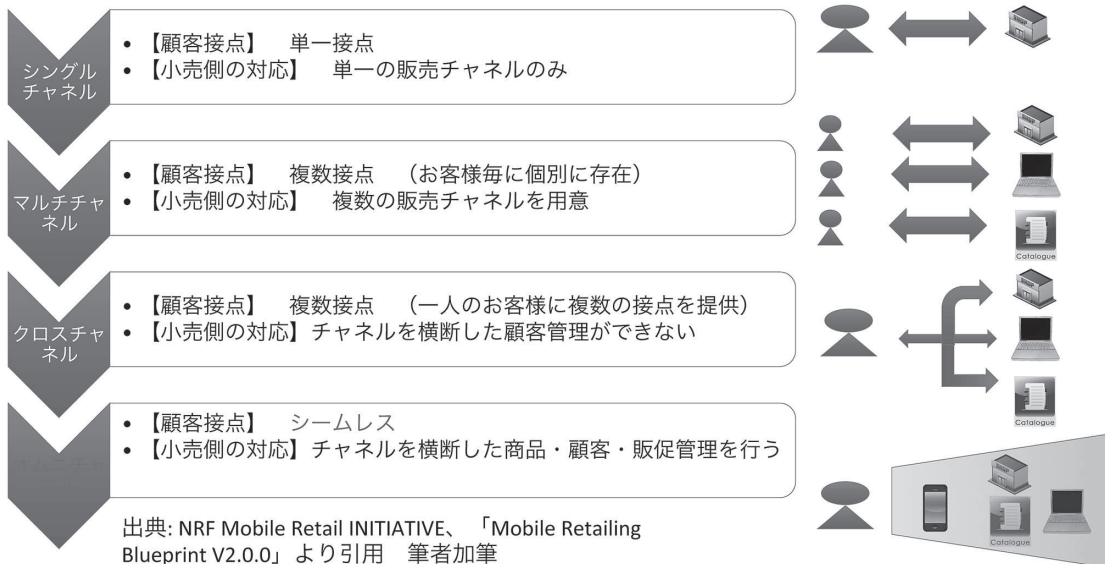 シングル
チャネル
• 【顧客接点】 単一接点
• 【小売側の対応】 単一の販売チャネルのみ
マルチチャ
ネル
• 【顧客接点】 複数接点 （お客様毎に個別に存在）
• 【小売側の対応】 複数の販売チャネルを用意
Catalogue
クロスチャ
ネル
• 【顧客接点】 複数接点 （一人のお客様に複数の接点を提供）
• 【小売側の対応】チャネルを横断した顧客管理ができない
Catalogue
• 【顧客接点】 シームレス
• 【小売側の対応】チャネルを横断した商品・顧客・販促管理を行う
Catalogue
出典: NRF Mobile Retail INITIATIVE、「Mobile Retailing
Blueprint V2.0.0」より引用 筆者加筆